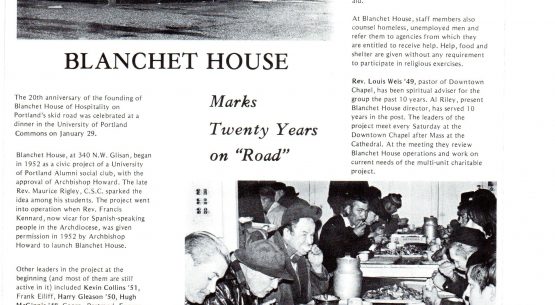 aid.
At Blanchet House, staff members also
counsel homeless, unemployed men and
refer them to agencies from which they
are entitled to receive help. Help, food and
shelter are given without any requirement
to participate in religious exercises.
BLANCHET HOUSE
Marks
Twenty Years
on "Road"
The 20th anniversary of the founding of
Blanchet House of Hospitality on
Portland's skid road was celebrated at a
dinner in the University of Portland
Commons on January 29.
Blanchet House, at 340 N.W. Glisan, began
in 1952 as a civic project of a University
of Portland Alumni social club, with the
approval of Archbishop Howard. The late
Rev. Maurice Rigley, C.S.C. sparked the
idea among his students. The project went
into operation when Rev. Francis
Kennard, now vicar for Spanish-speaking
people in the Archdiocese, was given
permission in 1952 by Archbishop
Howard to launch Blanchet House.
Other leaders in the project at the
beginning (and most of them are still
active in it) included Kevin Collins '51,
Frank Eiliff, Harry Gleason '50, Hugh
Rev. Louis Weis '49, pastor of Downtown
Chapel, has been spiritual adviser for the
group the past 10 years. Al Riley, present
Blanchet House director, has served 10
years in the post. The leaders of the
project meet every Saturday at the
Downtown Chapel after Mass at the
Cathedral. At the meeting they review
Blanchet House operations and work on
current needs of the multi-unit charitable
project.